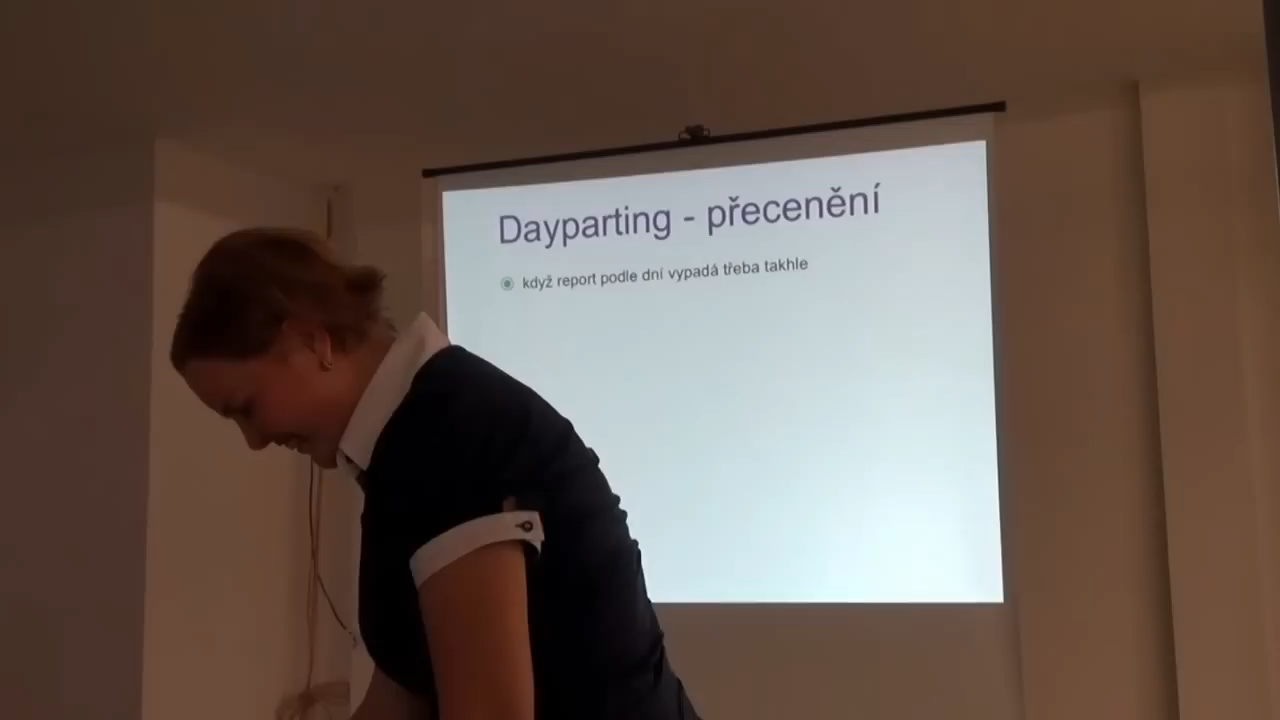 Dayparting - přecenění
když report podle dní vypadá třeba takhle